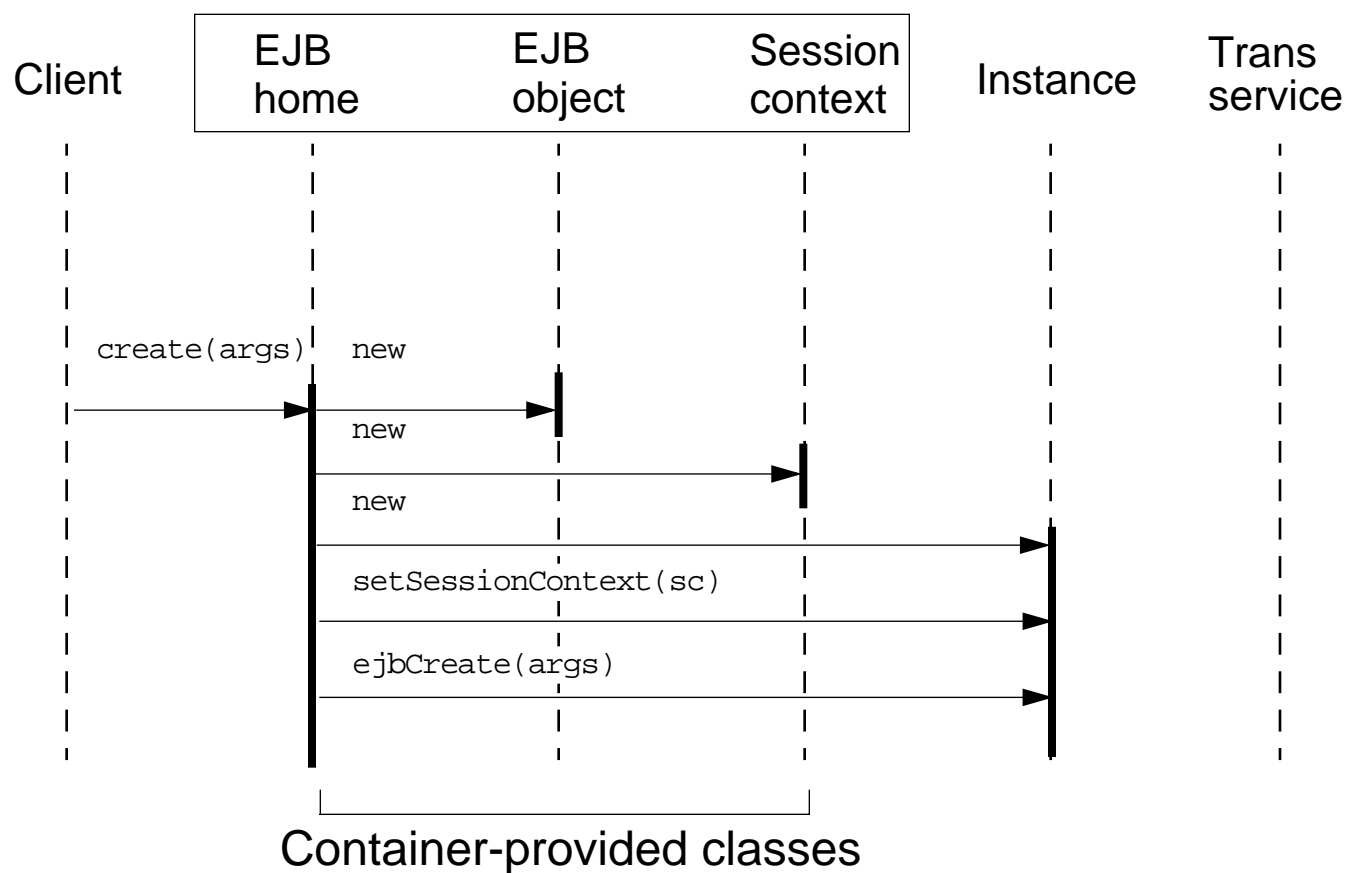 Client
EJB
home
EJB
object
Session
context
Instance
Trans
service
create(args)
new
new
new
setSessionContext(sc)
ejbCreate(args)
Container-provided classes